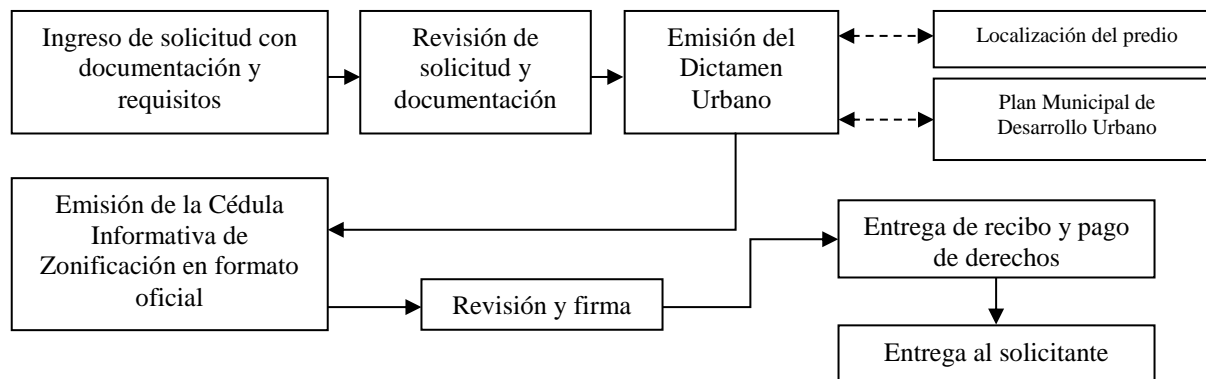 Ingreso de solicitud con
documentación y
requisitos
Revisión de
solicitud y
documentación
Emisión del
Dictamen
Urbano
Localización del predio
Plan Municipal de
Desarrollo Urbano
Emisión de la Cédula
Informativa de
Zonificación en formato
oficial
Revisión y firma
Entrega de recibo y pago
de derechos
Entrega al solicitante